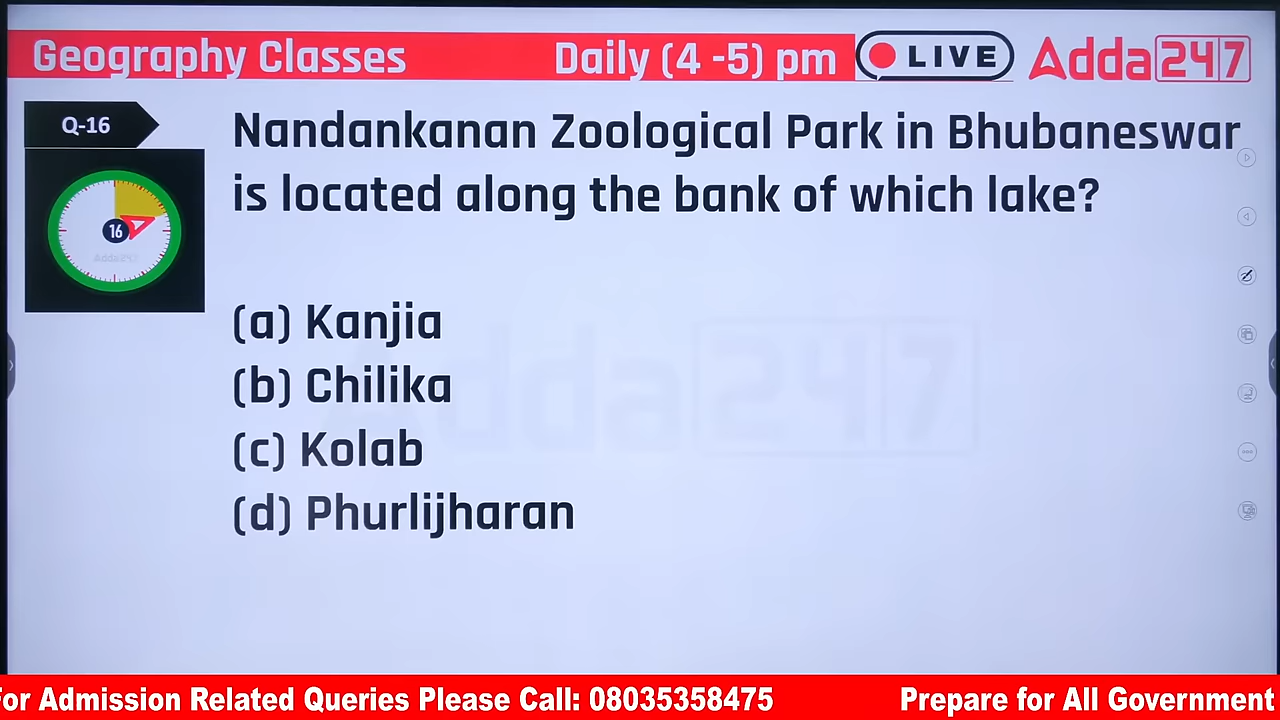 Geography Classes Daily (4 -5) pm LIVE Adda247
Q-16
Nandankanan Zoological Park in Bhubaneswar
is located along the bank of which lake?
16
Adda247
(a) Kanjia
(b) Chilika
(c) Kolab
(d) Phurlijharan
Adda247
For Admission Related Queries Please Call: 08035358475 Prepare for All Government